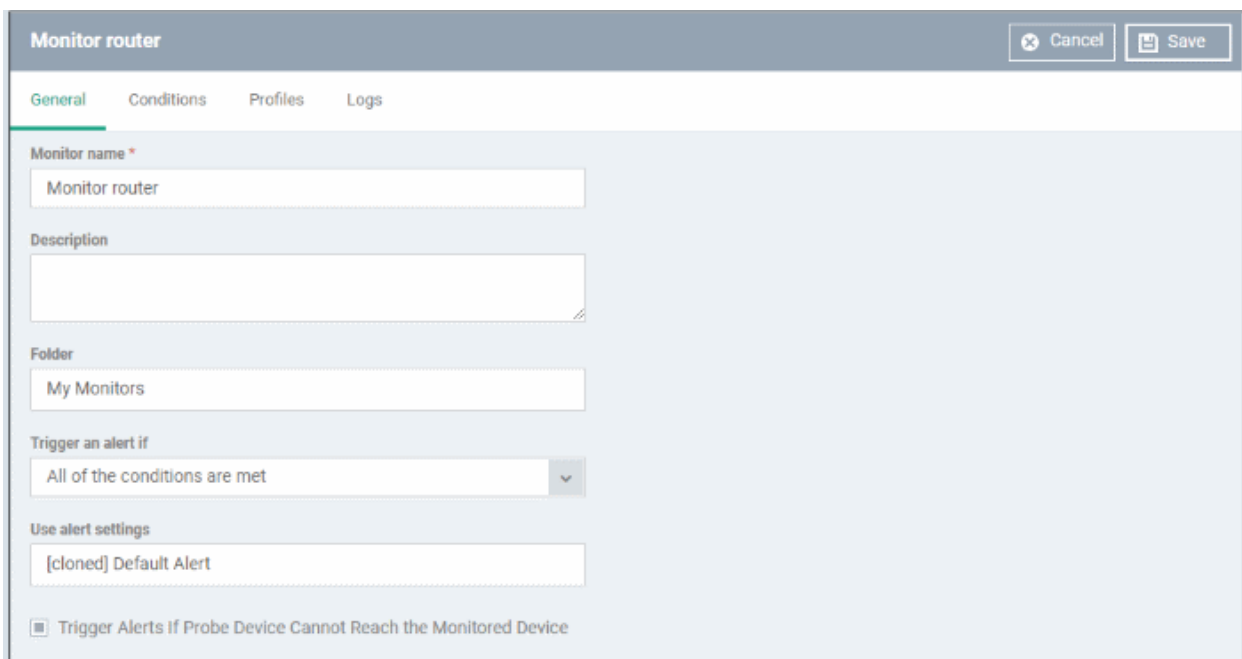 Monitor router
Cancel
Save
General Conditions Profiles Logs
Monitor name *
Monitor router
Description
Folder
My Monitors
Trigger an alert if
All of the conditions are met
Use alert settings
[cloned] Default Alert
Trigger Alerts If Probe Device Cannot Reach the Monitored Device